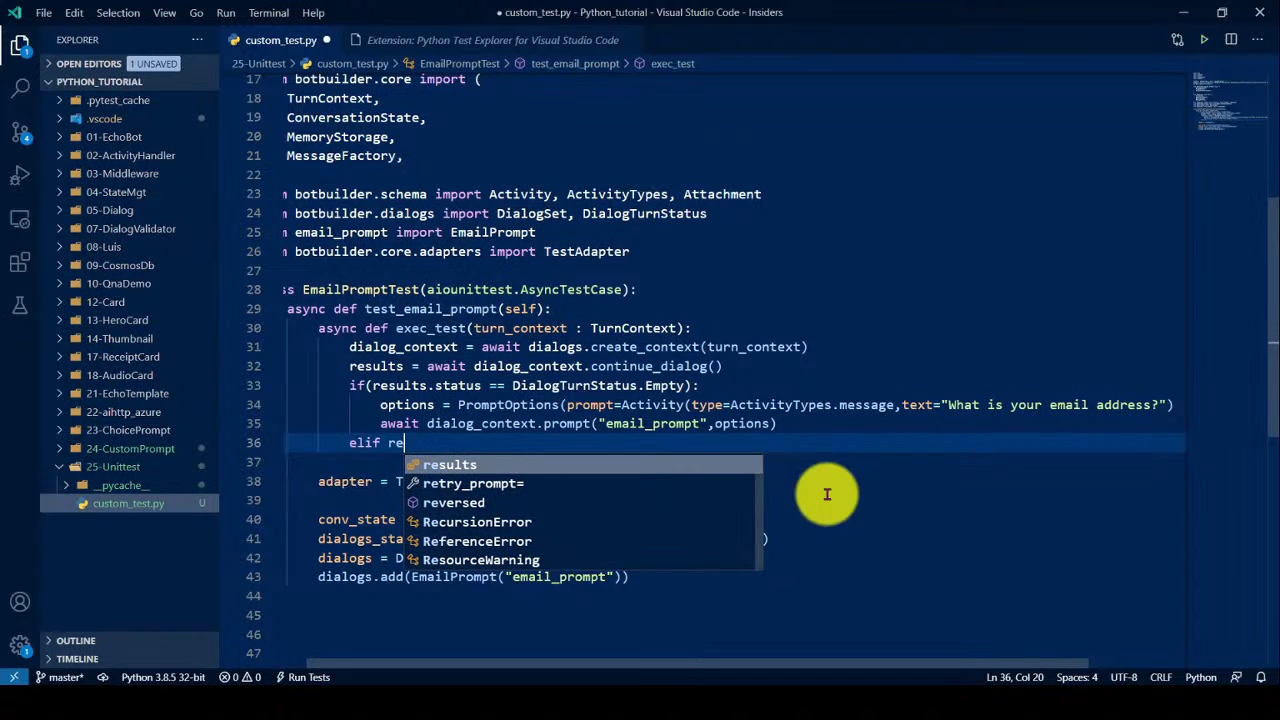 File Edit Selection View Go Run Terminal Help
● custom_test.py - Python_tutorial - Visual Studio Code - Insiders
EXPLORER
custom_test.py ●
Extension: Python Test Explorer for Visual Studio Code
OPEN EDITORS 1 UNSAVED
25-Unittest > custom_test.py > EmailPromptTest > test_email_prompt > exec_test
PYTHON_TUTORIAL
.pytest_cache
.vscode
01-EchoBot
02-ActivityHandler
03-Middleware
04-StateMgt
05-Dialog
07-DialogValidator
08-Luis
09-CosmosDb
10-QnaDemo
12-Card
13-HeroCard
14-Thumbnail
17-ReceiptCard
18-AudioCard
21-EchoTemplate
22-aihttp_azure
23-ChoicePrompt
24-CustomPrompt
25-Unittest
__pycache__
custom_test.py U
OUTLINE
TIMELINE
17 m botbuilder.core import (
18 TurnContext,
19 ConversationState,
20 MemoryStorage,
21 MessageFactory,
22
23 m botbuilder.schema import Activity, ActivityTypes, Attachment
24 m botbuilder.dialogs import DialogSet, DialogTurnStatus
25 m email_prompt import EmailPrompt
26 m botbuilder.core.adapters import TestAdapter
27
28 ss EmailPromptTest(aiounittest.AsyncTestCase):
29 async def test_email_prompt(self):
30 async def exec_test(turn_context : TurnContext):
31 dialog_context = await dialogs.create_context(turn_context)
32 results = await dialog_context.continue_dialog()
33 if(results.status == DialogTurnStatus.Empty):
34 options = PromptOptions(prompt=Activity(type=ActivityTypes.message,text="What is your email address?")
35 await dialog_context.prompt("email_prompt",options)
36 elif re
results
37
retry_prompt=
38 adapter = T
reversed
39
RecursionError
40 conv_state
ReferenceError
41 dialogs_sta )
ResourceWarning
42 dialogs = D
43 dialogs.add(EmailPrompt("email_prompt"))
44
45
46
47
master* Python 3.8.5 32-bit 0 0 Run Tests Ln 36, Col 20 Spaces: 4 UTF-8 CRLF Python